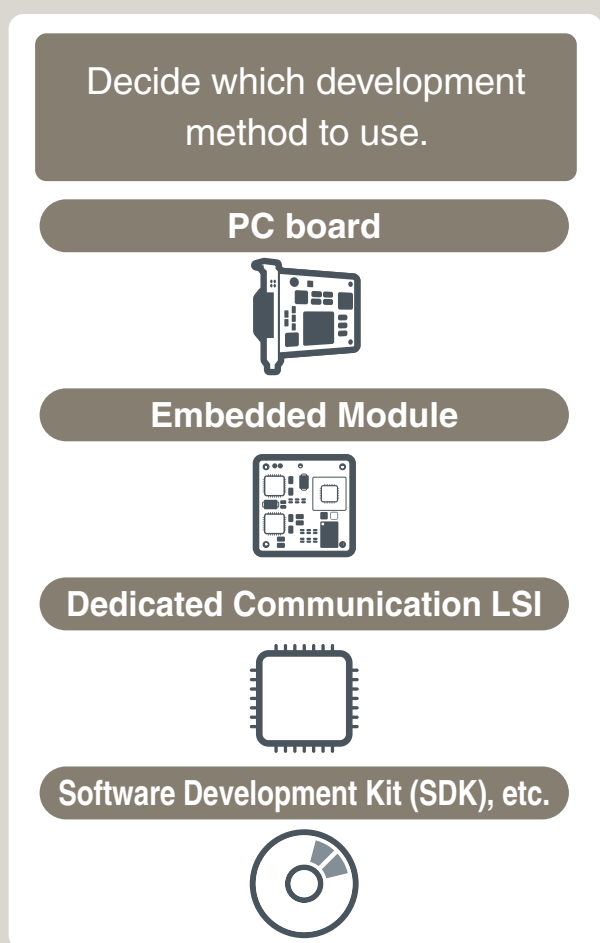 Decide which development
method to use.
PC board
Embedded Module
Dedicated Communication LSI
Software Development Kit (SDK), etc.